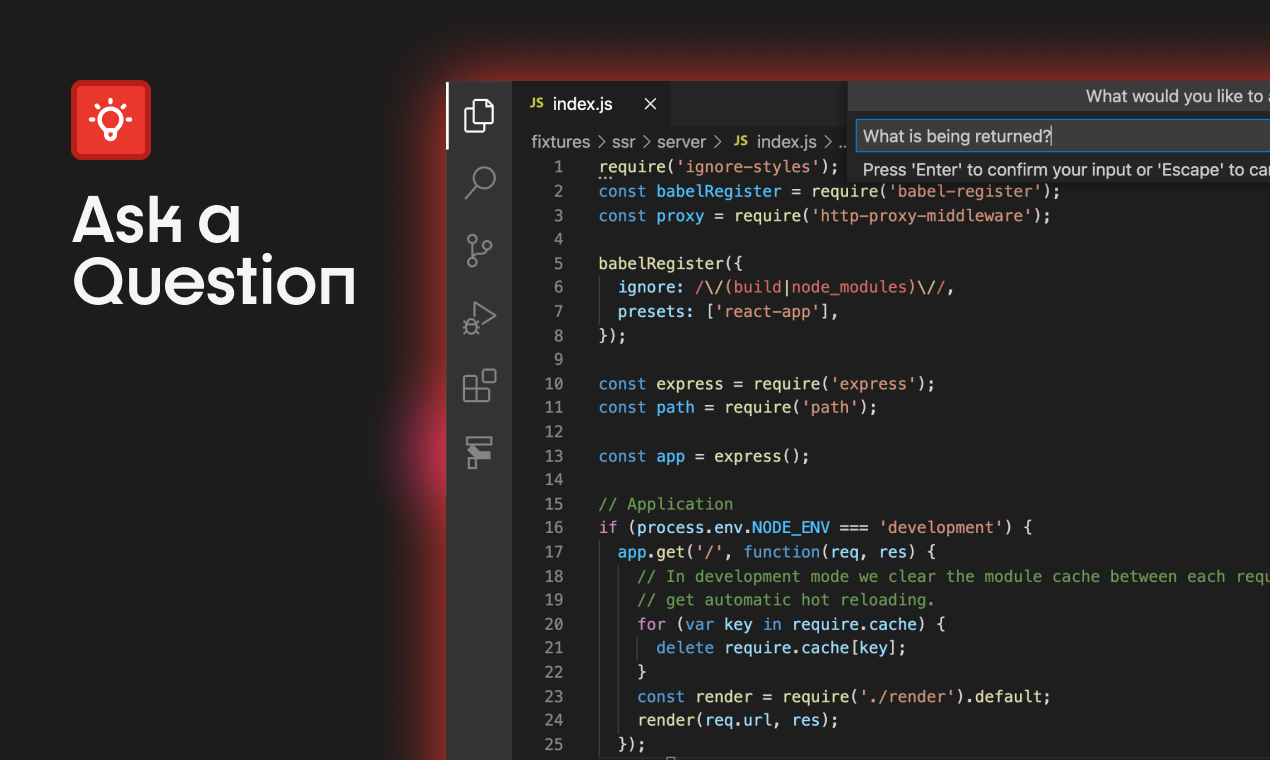 Ask a
Question
JS index.js
What would you like to
What is being returned?
Press 'Enter' to confirm your input or 'Escape' to
fixtures > ssr > server > JS index.js > ..
1 require('ignore-styles');
2 const babelRegister = require('babel-register');
3 const proxy = require('http-proxy-middleware');
4
5 babelRegister({
6 ignore: /\/(build|node_modules)\//,
7 presets: ['react-app'],
8 });
9
10 const express = require('express');
11 const path = require('path');
12
13 const app = express();
14
15 // Application
16 if (process.env.NODE_ENV === 'development') {
17 app.get('/', function(req, res) {
18 // In development mode we clear the module cache between each
19 // get automatic hot reloading.
20 for (var key in require.cache) {
21 delete require.cache[key];
22 }
23 const render = require('./render').default;
24 render(req.url, res);
25 });